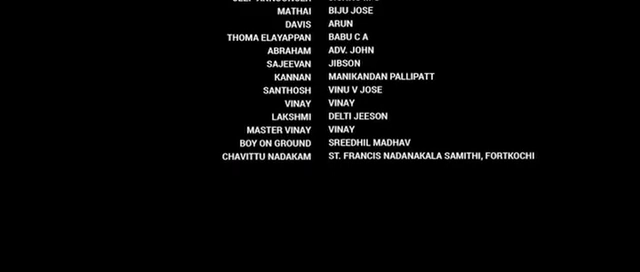 MATHAI BIJU JOSE
DAVIS ARUN
THOMA ELAYAPPAN BABU C A
ABRAHAM ADV. JOHN
SAJEEVAN JIBSON
KANNAN MANIKANDAN PALLIPATT
SANTHOSH VINU V JOSE
VINAY VINAY
LAKSHMI DELTI JEESON
MASTER VINAY VINAY
BOY ON GROUND SREEDHIL MADHAV
CHAVITTU NADAKAM ST. FRANCIS NADANAKALA SAMITHI, FORTKOCHI